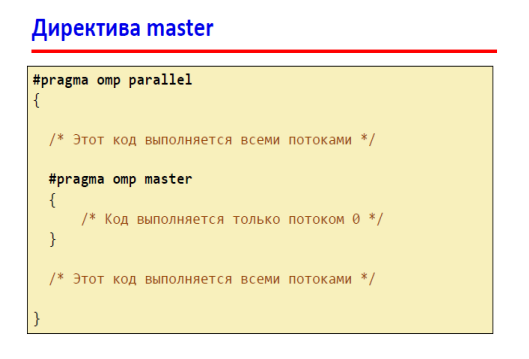 Директива master
#pragma omp parallel
{
/* Этот код выполняется всеми потоками */
#pragma omp master
{
/* Код выполняется только потоком 0 */
}
/* Этот код выполняется всеми потоками */
}